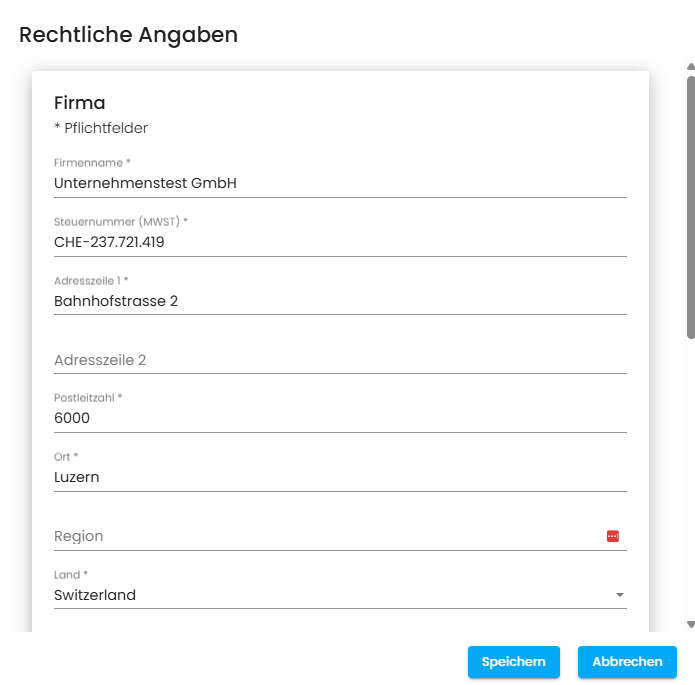 Rechtliche Angaben
Firma
* Pflichtfelder
Firmenname *
Unternehmenstest GmbH
Steuernummer (MWST) *
CHE-237.721.419
Adresszeile 1 *
Bahnhofstrasse 2
Adresszeile 2
Postleitzahl *
6000
Ort *
Luzern
Region
Land *
Switzerland
Speichern
Abbrechen